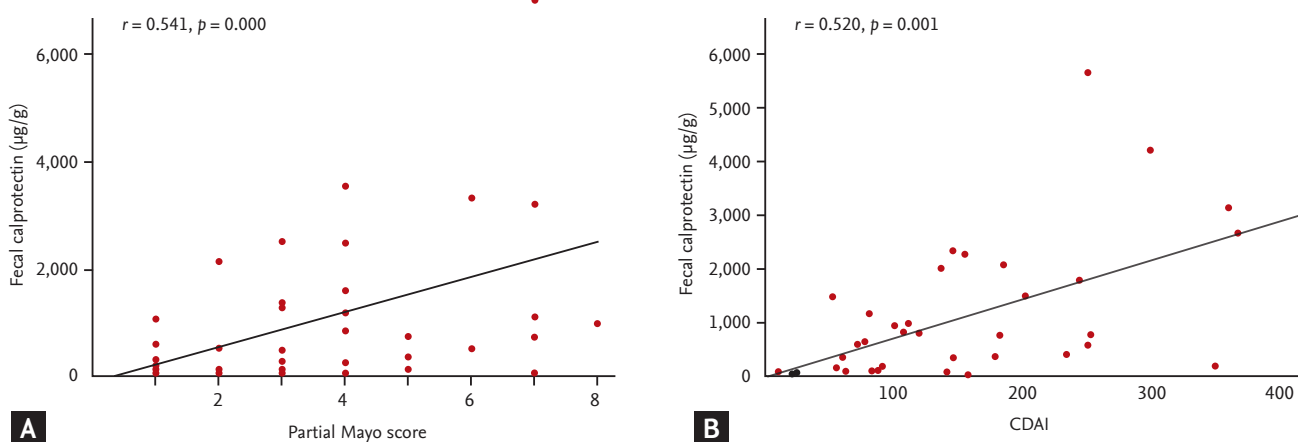 r = 0.541, p = 0.000
6,000
4,000
2,000
0
Fecal calprotectin (µg/g)
2 4 6 8
Partial Mayo score
A
r = 0.520, p = 0.001
6,000
5,000
4,000
3,000
2,000
1,000
0
Fecal calprotectin (µg/g)
100 200 300 400
CDAI
B